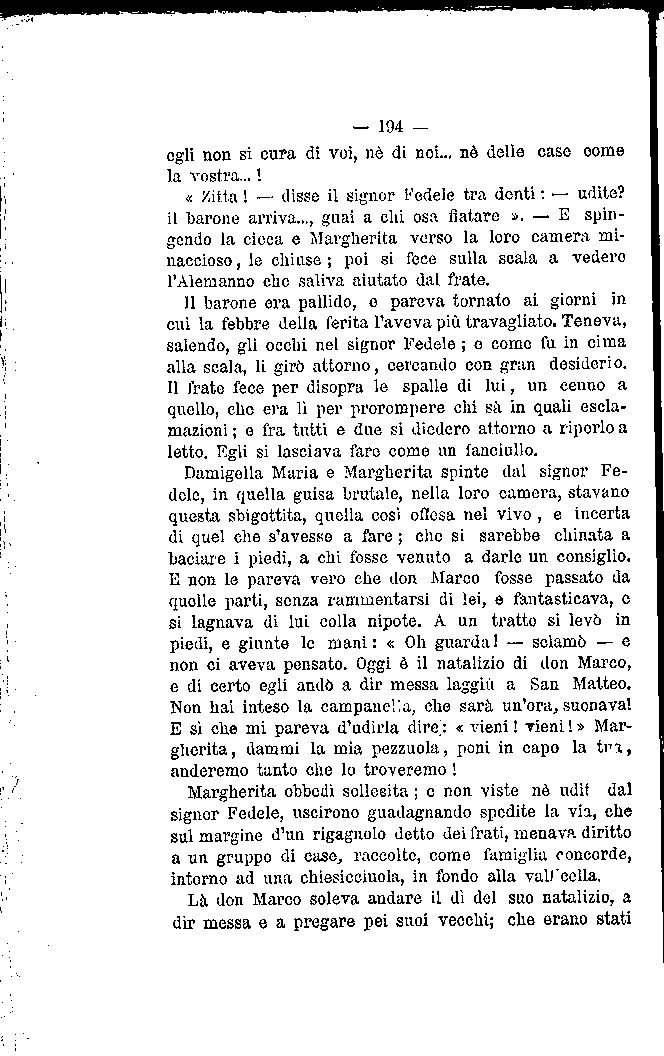 — 194 —
egli non si cura di voi, nè di noi... nè delle case come
la vostra... !
« Zitta ! — disse il signor Fedele tra denti : — udite?
il barone arriva..., guai a chi osa fiatare ». — E spin-
gendo la cieca e Margherita verso la loro camera mi-
naccioso, le chiuse ; poi si fece sulla scala a vedere
l'Alemanno che saliva aiutato dal frate.
Il barone era pallido, e pareva tornato ai giorni in
cui la febbre della ferita l'aveva più travagliato. Teneva,
salendo, gli occhi nel signor Fedele ; e come fu in cima
alla scala, li girò attorno, cercando con gran desiderio.
Il frate fece per disopra le spalle di lui, un cenno a
quello, che era lì per prorompere chi sà in quali escla-
mazioni ; e fra tutti e due si diedero attorno a riporlo a
letto. Egli si lasciava fare come un fanciullo.
Damigella Maria e Margherita spinte dal signor Fe-
dele, in quella guisa brutale, nella loro camera, stavano
questa sbigottita, quella così offesa nel vivo , e incerta
di quel che s'avesse a fare ; che si sarebbe chinata a
baciare i piedi, a chi fosse venuto a darle un consiglio.
E non le pareva vero che don Marco fosse passato da
quelle parti, senza rammentarsi di lei, e fantasticava, e
si lagnava di lui colla nipote. A un tratto si levò in
piedi, e giunte le mani : « Oh guarda! — sclamò — e
non ci aveva pensato. Oggi è il natalizio di don Marco,
e di certo egli andò a dir messa laggiù a San Matteo.
Non hai inteso la campanella, che sarà un'ora, suonava!
E sì che mi pareva d'udirla dire: « vieni! vieni!» Mar-
gherita, dammi la mia pezzuola, poni in capo la tua,
anderemo tanto che lo troveremo !
Margherita obbedì sollecita ; e non viste nè udit dal
signor Fedele, uscirono guadagnando spedite la via, che
sul margine d'un rigagnolo detto dei frati, menava diritto
a un gruppo di case, raccolte, come famiglia concorde,
intorno ad una chiesicciuola, in fondo alla vallicella.
Là don Marco soleva andare il dì del suo natalizio, a
dir messa e a pregare pei suoi vecchi; che erano stati